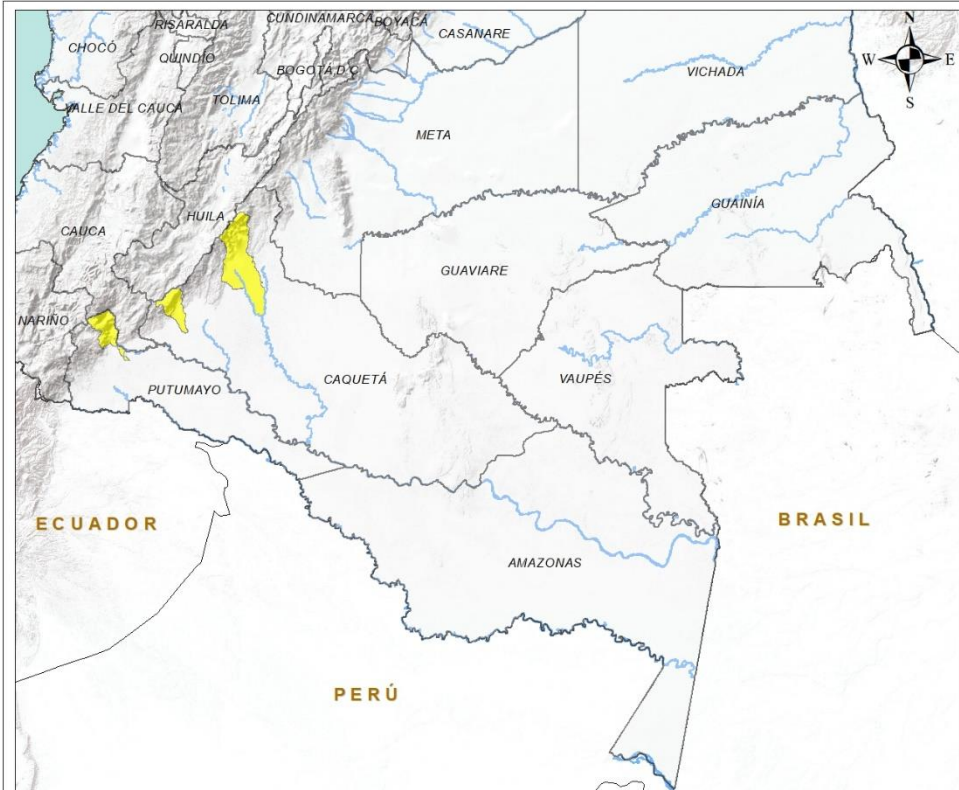 CUNDINAMARCA
BOYACÁ
RISARALDA
CASANARE
N
CHOCÓ
QUINDÍO
W
E
BOGOTÁ D.C.
VICHADA
S
TOLIMA
VALLE DEL CAUCA
META
GUAINÍA
HUILA
CAUCA
GUAVIARE
NARIÑO
CAQUETÁ
VAUPÉS
PUTUMAYO
ECUADOR
BRASIL
AMAZONAS
PERÚ